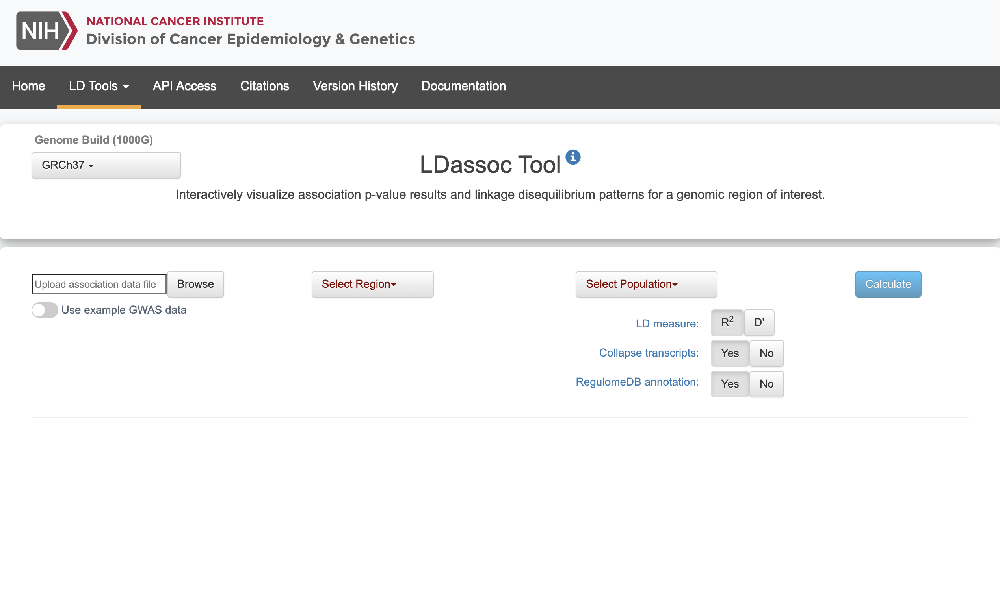 NIH
NATIONAL CANCER INSTITUTE
Division of Cancer Epidemiology & Genetics
Home LD Tools API Access Citations Version History Documentation
Genome Build (1000G)
GRCh37
LDassoc Tool
Interactively visualize association p-value results and linkage disequilibrium patterns for a genomic region of interest.
Upload association data file Browse Select Region Select Population Calculate
Use example GWAS data
LD measure: R² D'
Collapse transcripts: Yes No
RegulomeDB annotation: Yes No